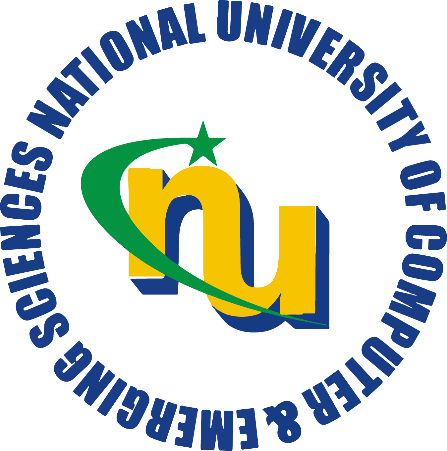 NATIONAL UNIVERSITY OF COMPUTER & EMERGING SCIENCES
nu